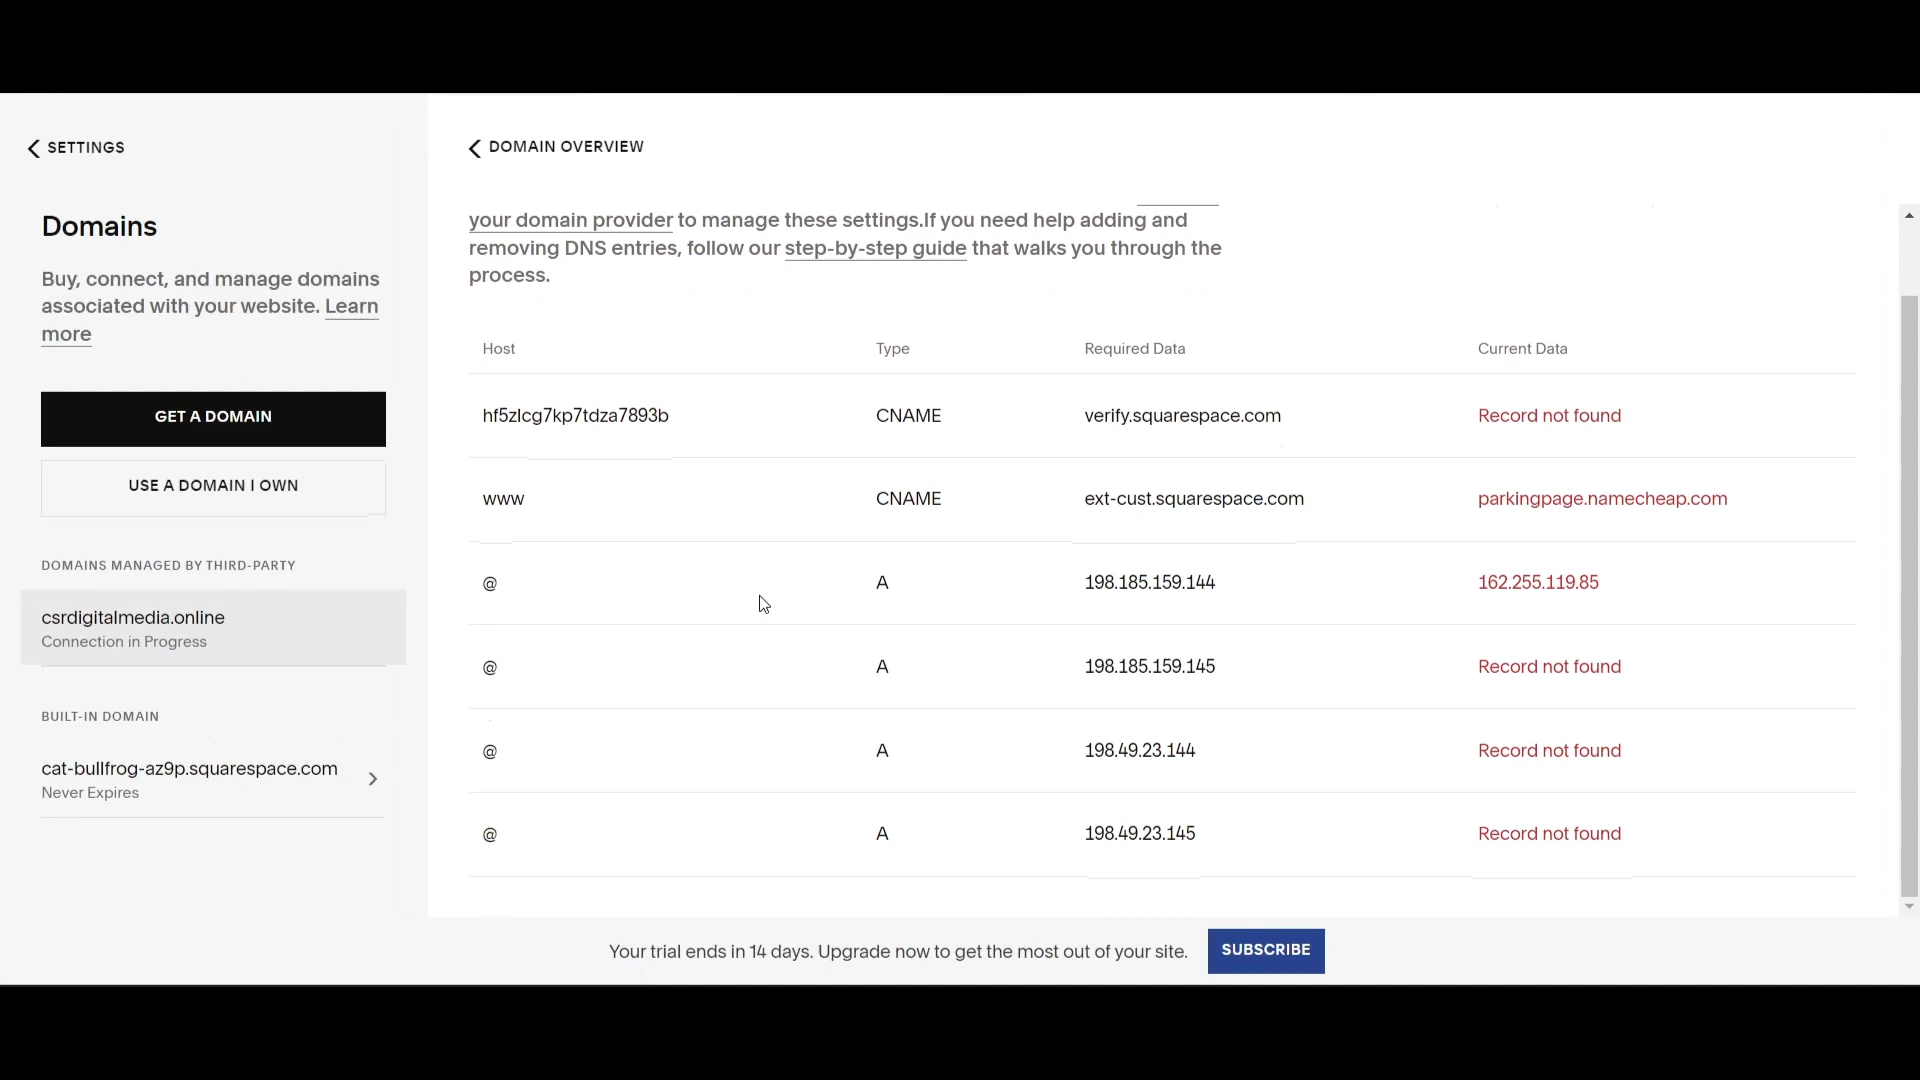 SETTINGS
Domains
Buy, connect, and manage domains
associated with your website. Learn
more
GET A DOMAIN
USE A DOMAIN I OWN
DOMAINS MANAGED BY THIRD-PARTY
csrdigitalmedia.online
Connection in Progress
BUILT-IN DOMAIN
cat-bullfrog-az9p.squarespace.com
Never Expires
DOMAIN OVERVIEW
your domain provider to manage these settings.If you need help adding and
removing DNS entries, follow our step-by-step guide that walks you through the
process.
Host Type Required Data Current Data
hf5zlcg7kp7tdza7893b CNAME verify.squarespace.com Record not found
www CNAME ext-cust.squarespace.com parkingpage.namecheap.com
@ A 198.185.159.144 162.255.119.85
@ A 198.185.159.145 Record not found
@ A 198.49.23.144 Record not found
@ A 198.49.23.145 Record not found
Your trial ends in 14 days. Upgrade now to get the most out of your site. SUBSCRIBE